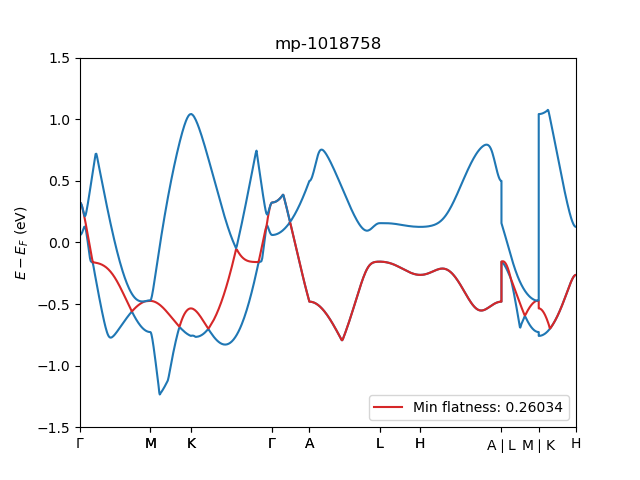 mp-1018758
E − E_F (eV)
1.5
1.0
0.5
0.0
−0.5
−1.0
−1.5
Min flatness: 0.26034
Γ M K Γ A L H A | L M | K H